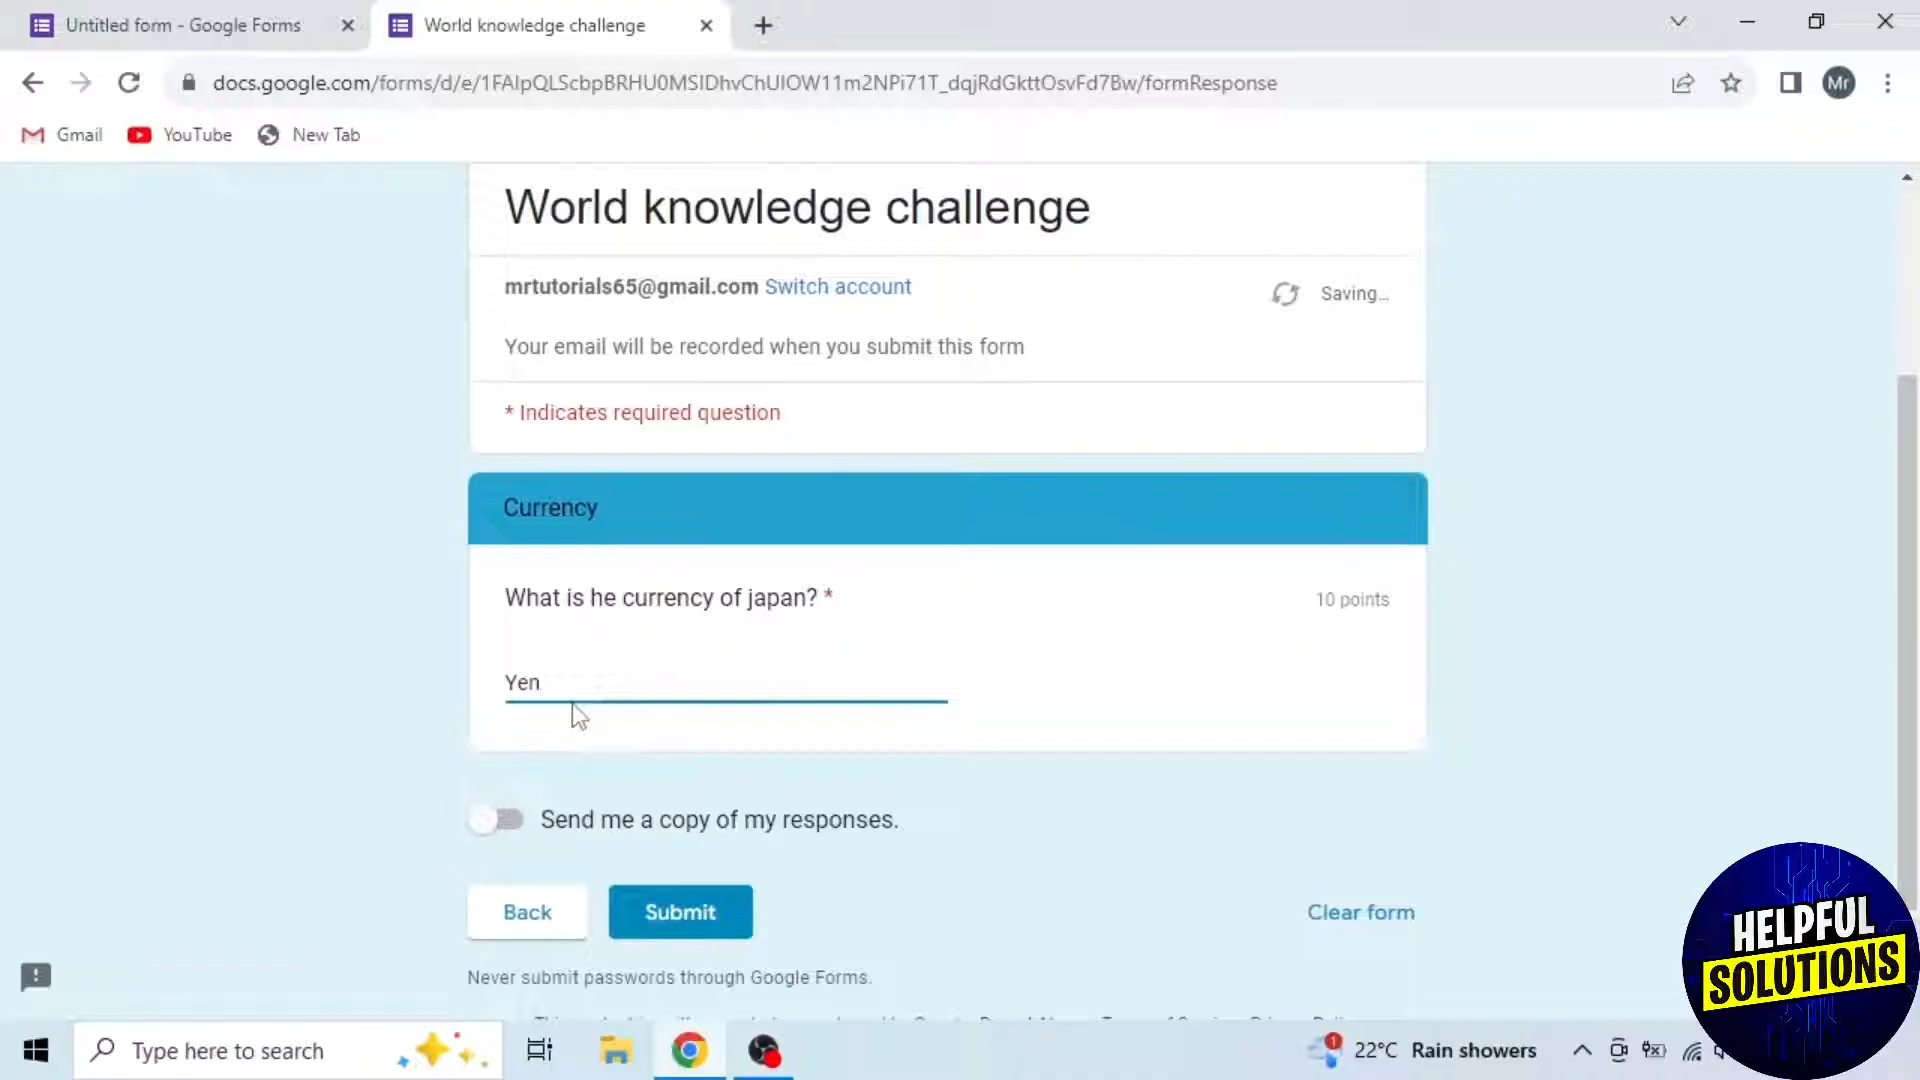 Untitled form - Google Forms
World knowledge challenge
docs.google.com/forms/d/e/1FAIpQLScbpBRHU0MSIDhvChUIOW11m2NPi71T_dqjRdGkttOsvFd7Bw/formResponse
Mr
Gmail
YouTube
New Tab
World knowledge challenge
mrtutorials65@gmail.com Switch account
Saving...
Your email will be recorded when you submit this form
* Indicates required question
Currency
What is he currency of japan? *
10 points
Yen
Send me a copy of my responses.
Back
Submit
Clear form
Never submit passwords through Google Forms.
HELPFUL
SOLUTIONS
Type here to search
1
22°C Rain showers